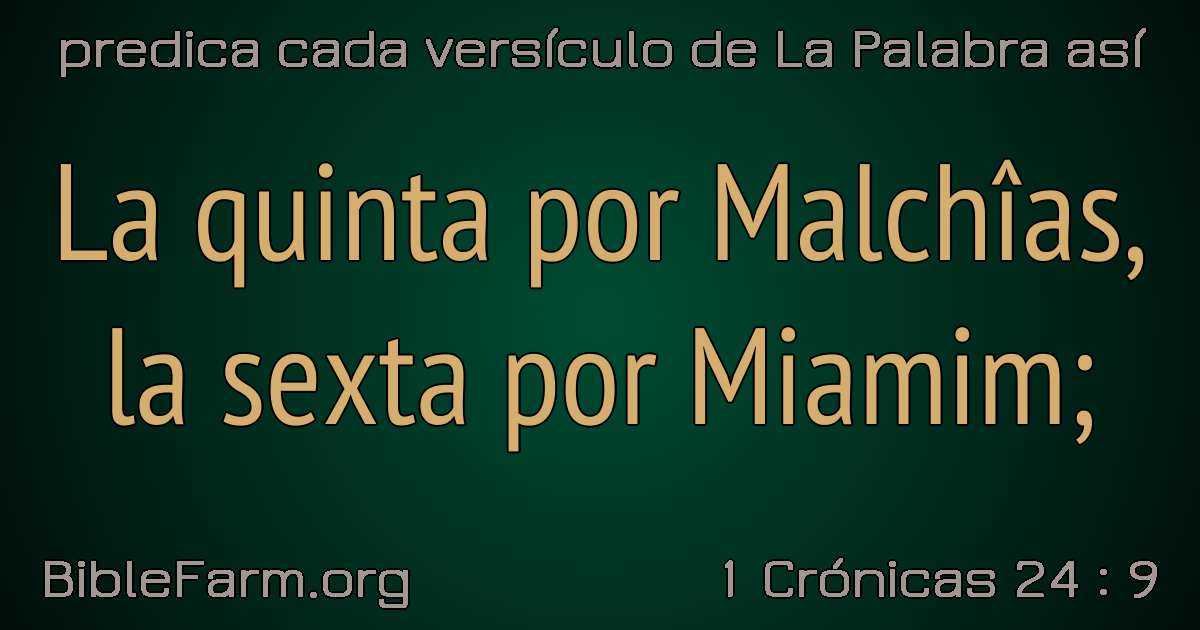 predica cada versículo de La Palabra así
La quinta por Malchîas,
la sexta por Miamim;
BibleFarm.org
1 Crónicas 24 : 9